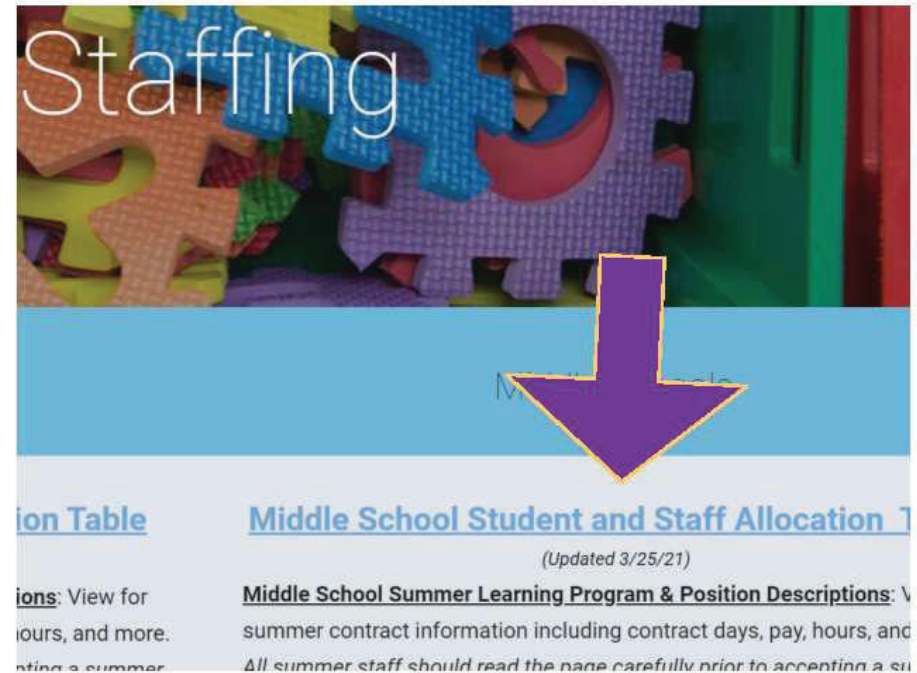 Staffing
ion Table
ions: View for
ours, and more.
Middle School Student and Staff Allocation
(Updated 3/25/21)
Middle School Summer Learning Program & Position Descriptions:
summer contract information including contract days, pay, hours, and
All summer staff should read the page carefully prior to accepting a